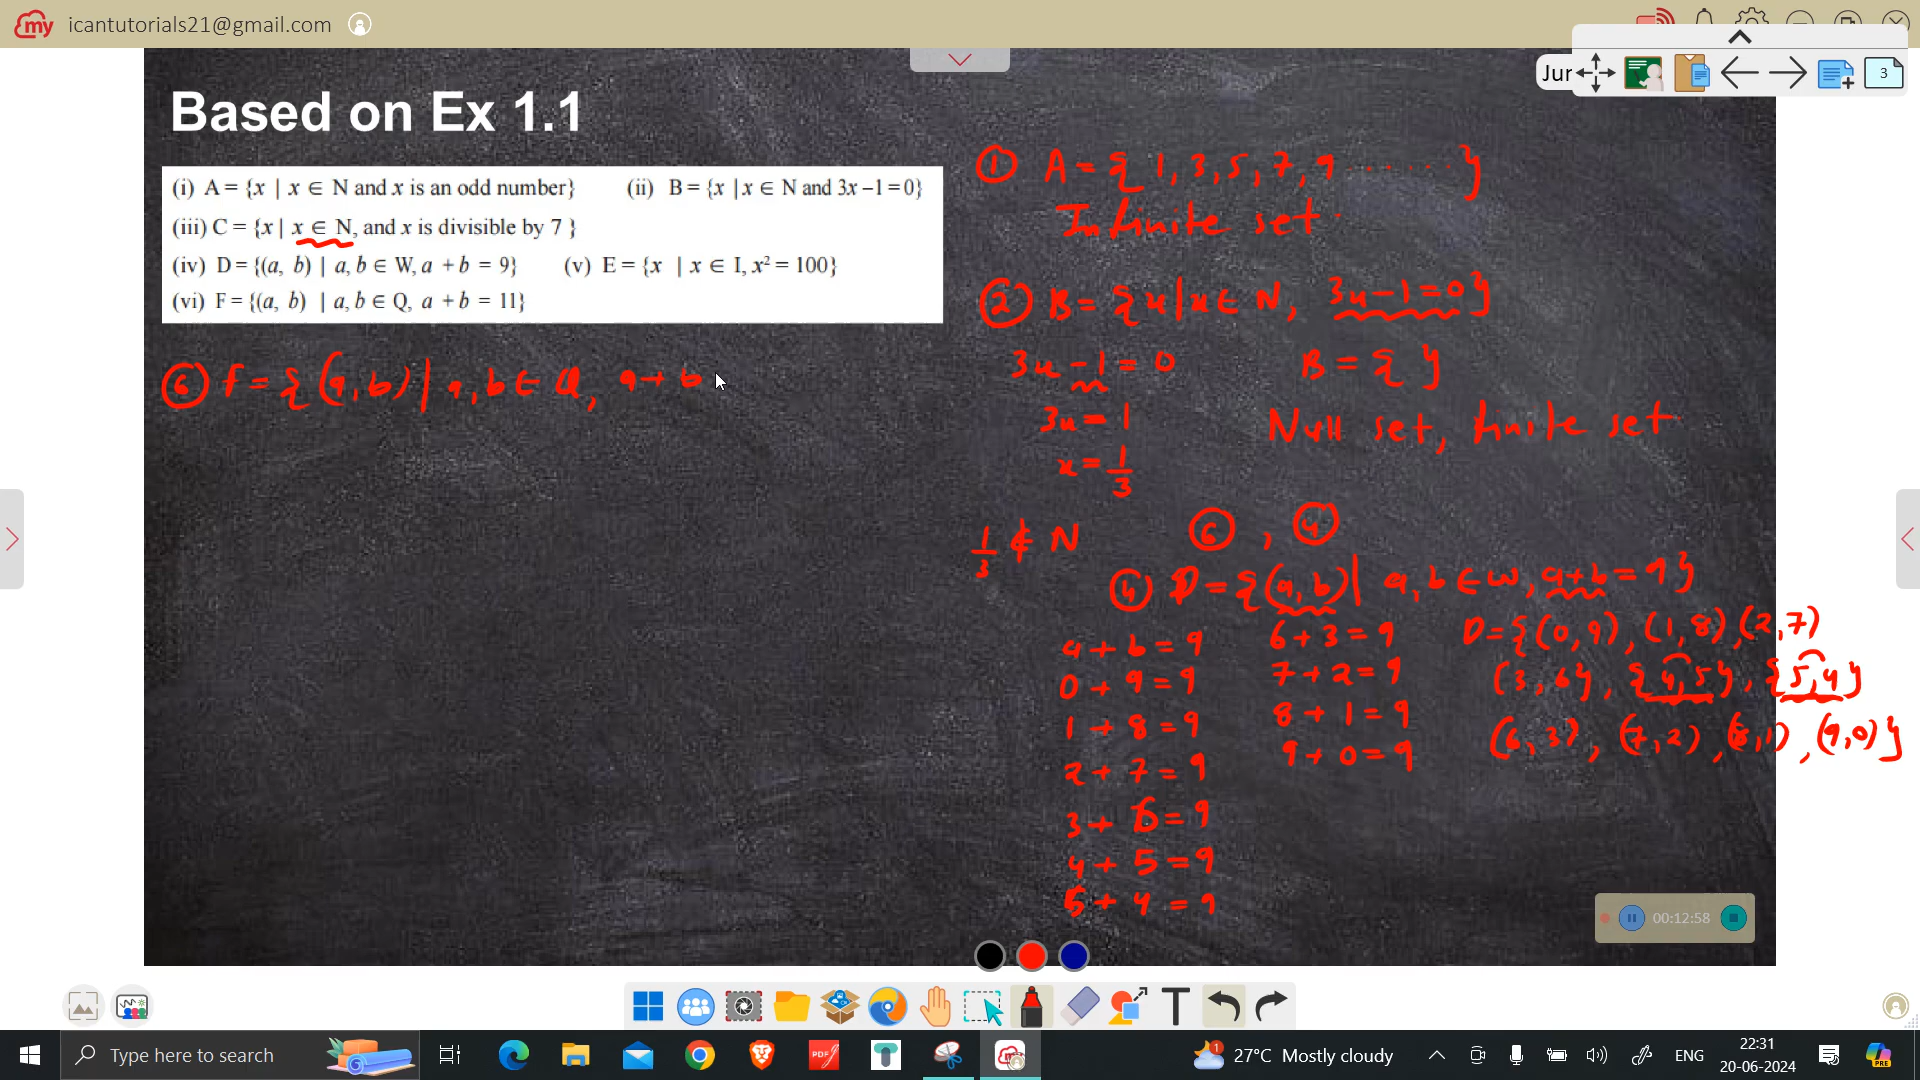 my icantutorials21@gmail.com
Jur
3
Based on Ex 1.1
(i) A = {x | x ∈ N and x is an odd number} (ii) B = {x | x ∈ N and 3x – 1 = 0}
(iii) C = {x | x ∈ N, and x is divisible by 7 }
(iv) D = {(a, b) | a, b ∈ W, a + b = 9} (v) E = {x | x ∈ I, x² = 100}
(vi) F = {(a, b) | a, b ∈ Q, a + b = 11}
⑥ F = { (a, b) | a, b ∈ Q, a + b
① A = { 1, 3, 5, 7, 9 ....... }
Infinite set.
② B = { x | x ∈ N, 3x – 1 = 0 }
3x – 1 = 0
3x = 1
x = 1/3
B = { }
Null set, finite set
1/3 ∉ N
⑥ , ④
④ D = { (a, b) | a, b ∈ W, a + b = 9 }
a + b = 9
0 + 9 = 9
1 + 8 = 9
2 + 7 = 9
3 + 6 = 9
4 + 5 = 9
5 + 4 = 9
6 + 3 = 9
7 + 2 = 9
8 + 1 = 9
9 + 0 = 9
D = { (0, 9), (1, 8) (2, 7)
(3, 6}, {4, 5}, {5, 4}
(6, 3), (7, 2), (8, 1), (9, 0) }
00:12:58
T
Type here to search
PDF
T
my
1
27°C Mostly cloudy
ENG
22:31
20-06-2024
PRE